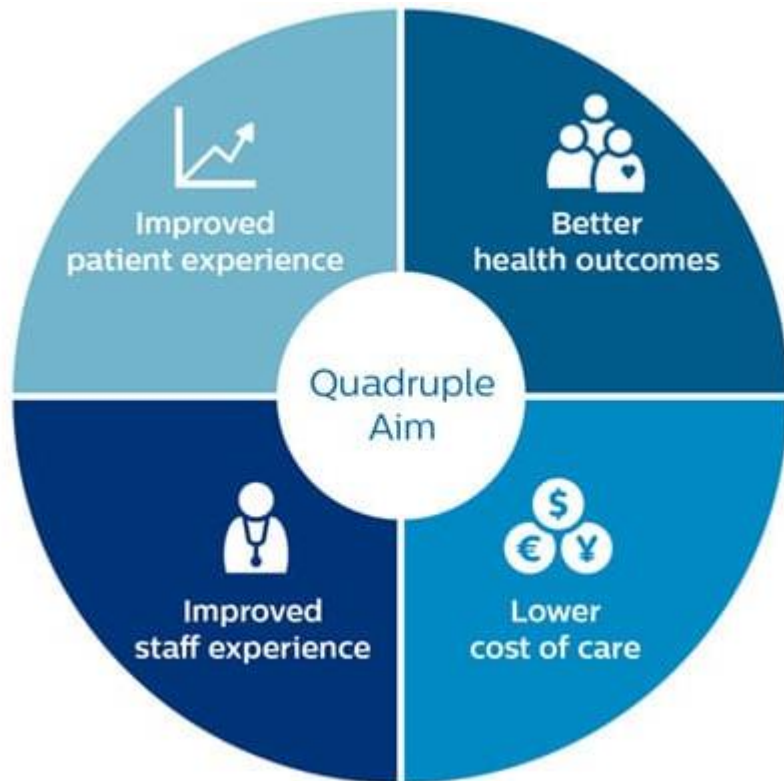 Improved
patient experience
Better
health outcomes
Quadruple
Aim
Improved
staff experience
$
€ ¥
Lower
cost of care